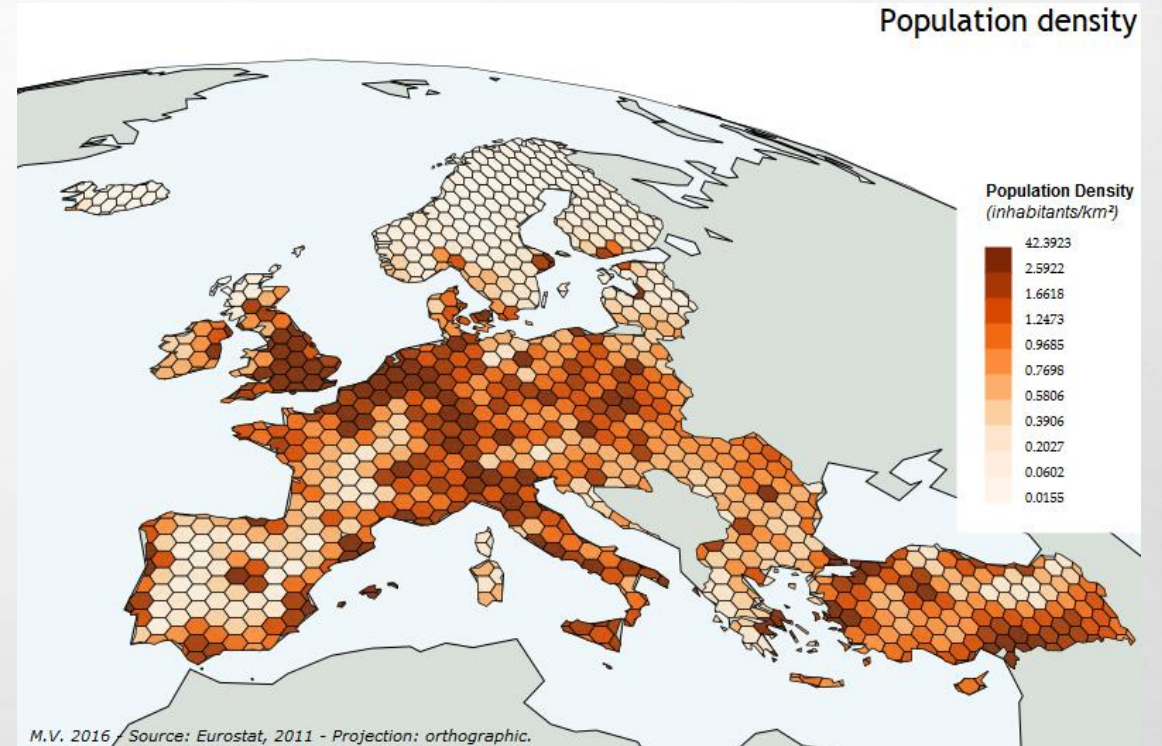 Population density
Population Density
(inhabitants/km²)
42.3923
2.5922
1.6618
1.2473
0.9685
0.7698
0.5806
0.3906
0.2027
0.0602
0.0155
M.V. 2016 - Source: Eurostat, 2011 - Projection: orthographic.